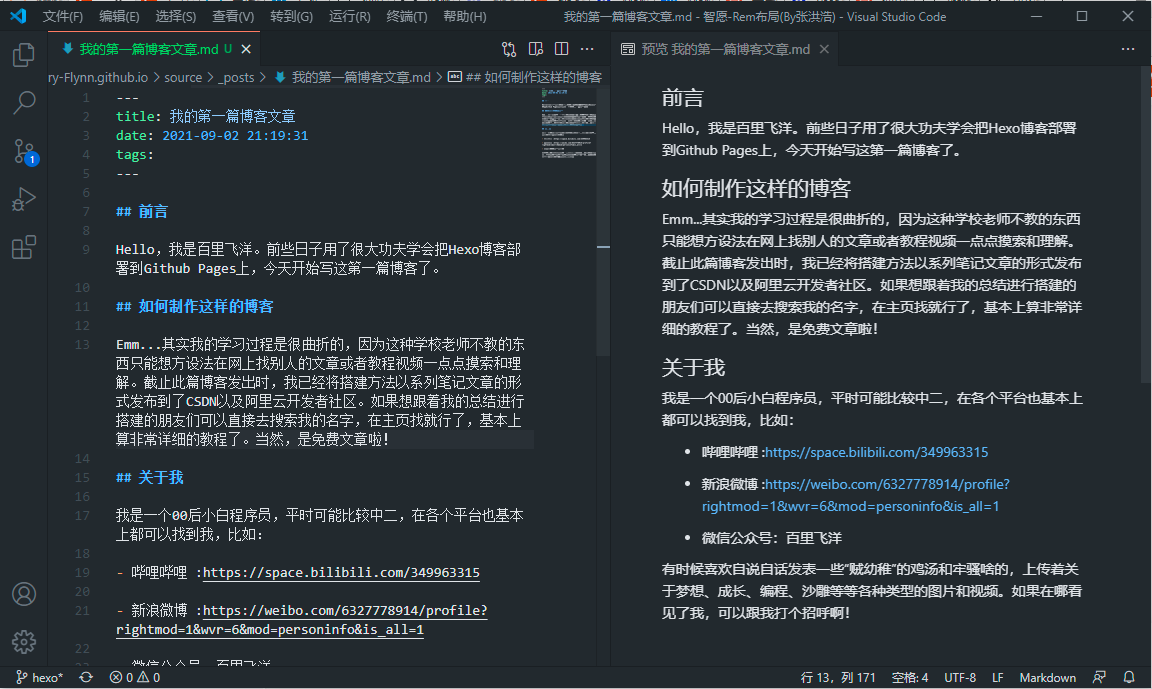 文件(F) 编辑(E) 选择(S) 查看(V) 转到(G) 运行(R) 终端(T) 帮助(H) 我的第一篇博客文章.md - 智愿-Rem布局(By张洪浩) - Visual Studio Code
我的第一篇博客文章.md U
预览 我的第一篇博客文章.md
ry-Flynn.github.io > source > _posts > 我的第一篇博客文章.md > ## 如何制作这样的博客
1 ---
2 title: 我的第一篇博客文章
3 date: 2021-09-02 21:19:31
4 tags:
5 ---
6
7 ## 前言
8
9 Hello，我是百里飞洋。前些日子用了很大功夫学会把Hexo博客部
署到Github Pages上，今天开始写这第一篇博客了。
10
11 ## 如何制作这样的博客
12
13 Emm...其实我的学习过程是很曲折的，因为这种学校老师不教的东
西只能想方设法在网上找别人的文章或者教程视频一点点摸索和理
解。截止此篇博客发出时，我已经将搭建方法以系列笔记文章的形
式发布到了CSDN以及阿里云开发者社区。如果想跟着我的总结进行
搭建的朋友们可以直接去搜索我的名字，在主页找就行了，基本上
算非常详细的教程了。当然，是免费文章啦！
14
15 ## 关于我
16
17 我是一个00后小白程序员，平时可能比较中二，在各个平台也基本
上都可以找到我，比如：
18
19 - 哔哩哔哩 :https://space.bilibili.com/349963315
20
21 - 新浪微博 :https://weibo.com/6327778914/profile?
rightmod=1&wvr=6&mod=personinfo&is_all=1
22
23 - 微信公众号：百里飞洋
前言
Hello，我是百里飞洋。前些日子用了很大功夫学会把Hexo博客部署
到Github Pages上，今天开始写这第一篇博客了。
如何制作这样的博客
Emm...其实我的学习过程是很曲折的，因为这种学校老师不教的东西
只能想方设法在网上找别人的文章或者教程视频一点点摸索和理解。
截止此篇博客发出时，我已经将搭建方法以系列笔记文章的形式发布
到了CSDN以及阿里云开发者社区。如果想跟着我的总结进行搭建的
朋友们可以直接去搜索我的名字，在主页找就行了，基本上算非常详
细的教程了。当然，是免费文章啦！
关于我
我是一个00后小白程序员，平时可能比较中二，在各个平台也基本上
都可以找到我，比如：
• 哔哩哔哩 :https://space.bilibili.com/349963315
• 新浪微博 :https://weibo.com/6327778914/profile?
rightmod=1&wvr=6&mod=personinfo&is_all=1
• 微信公众号：百里飞洋
有时候喜欢自说自话发表一些“贼幼稚”的鸡汤和牢骚啥的，上传着关
于梦想、成长、编程、沙雕等等各种类型的图片和视频。如果在哪看
见了我，可以跟我打个招呼啊！
1
hexo* 0 0 行 13，列 171 空格: 4 UTF-8 LF Markdown